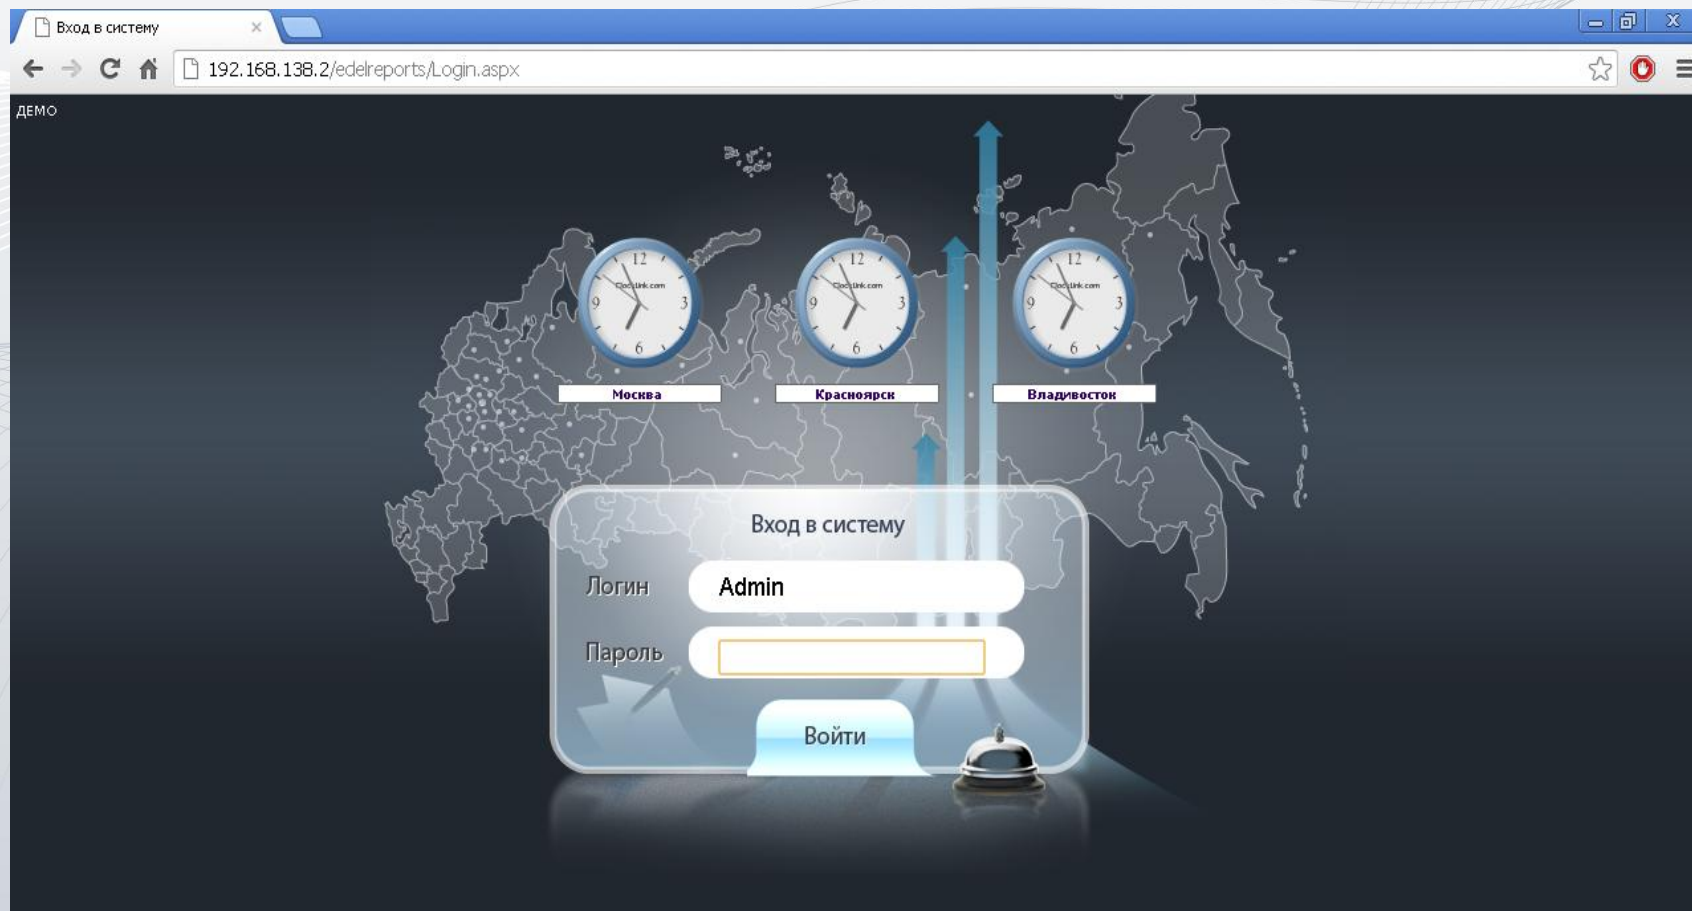 Вход в систему
192.168.138.2/edelreports/Login.aspx
ДЕМО
12 12 12
ClockLink.com ClockLink.com ClockLink.com
9 3 9 3 9 3
6 6 6
Москва Красноярск Владивосток
Вход в систему
Логин Admin
Пароль
Войти